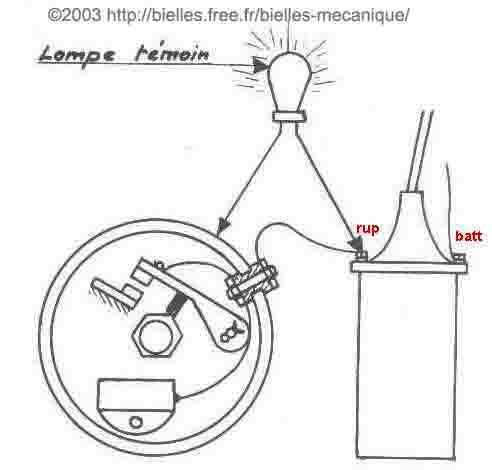 ©2003 http://bielles.free.fr/bielles-mecanique/
Lampe témoin
rup
batt